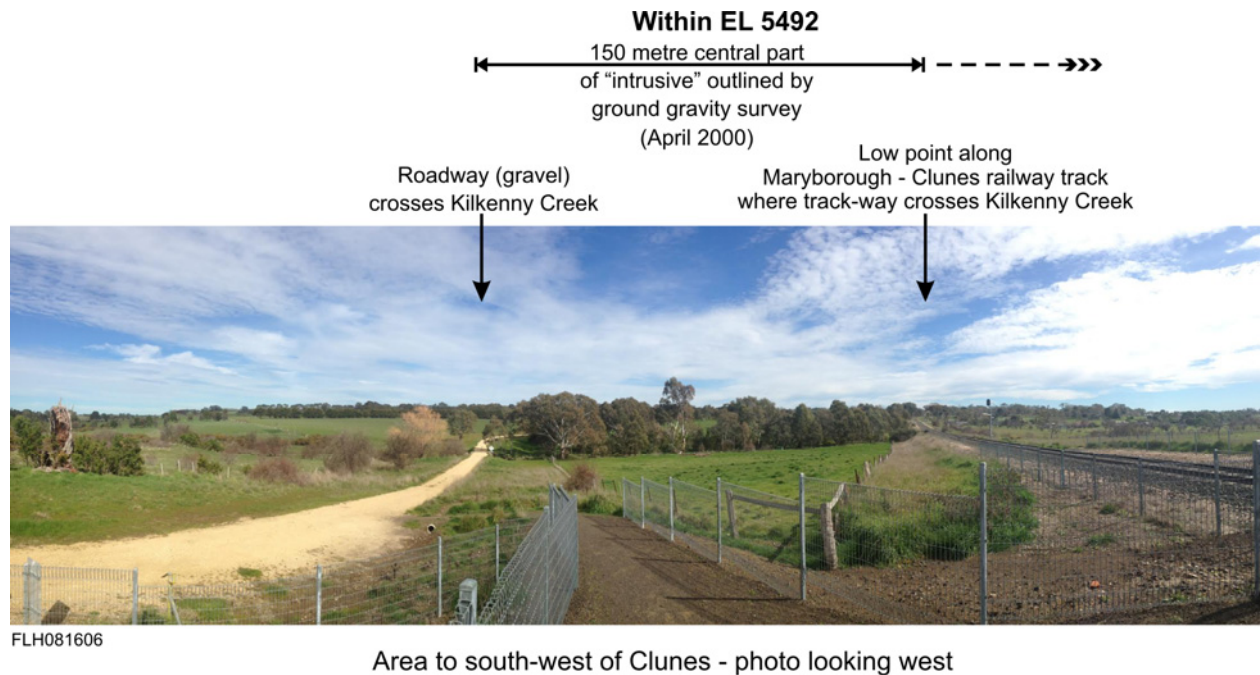 Within EL 5492
150 metre central part
of “intrusive” outlined by
ground gravity survey
(April 2000)
Roadway (gravel)
crosses Kilkenny Creek
Low point along
Maryborough - Clunes railway track
where track-way crosses Kilkenny Creek
FLH081606
Area to south-west of Clunes - photo looking west